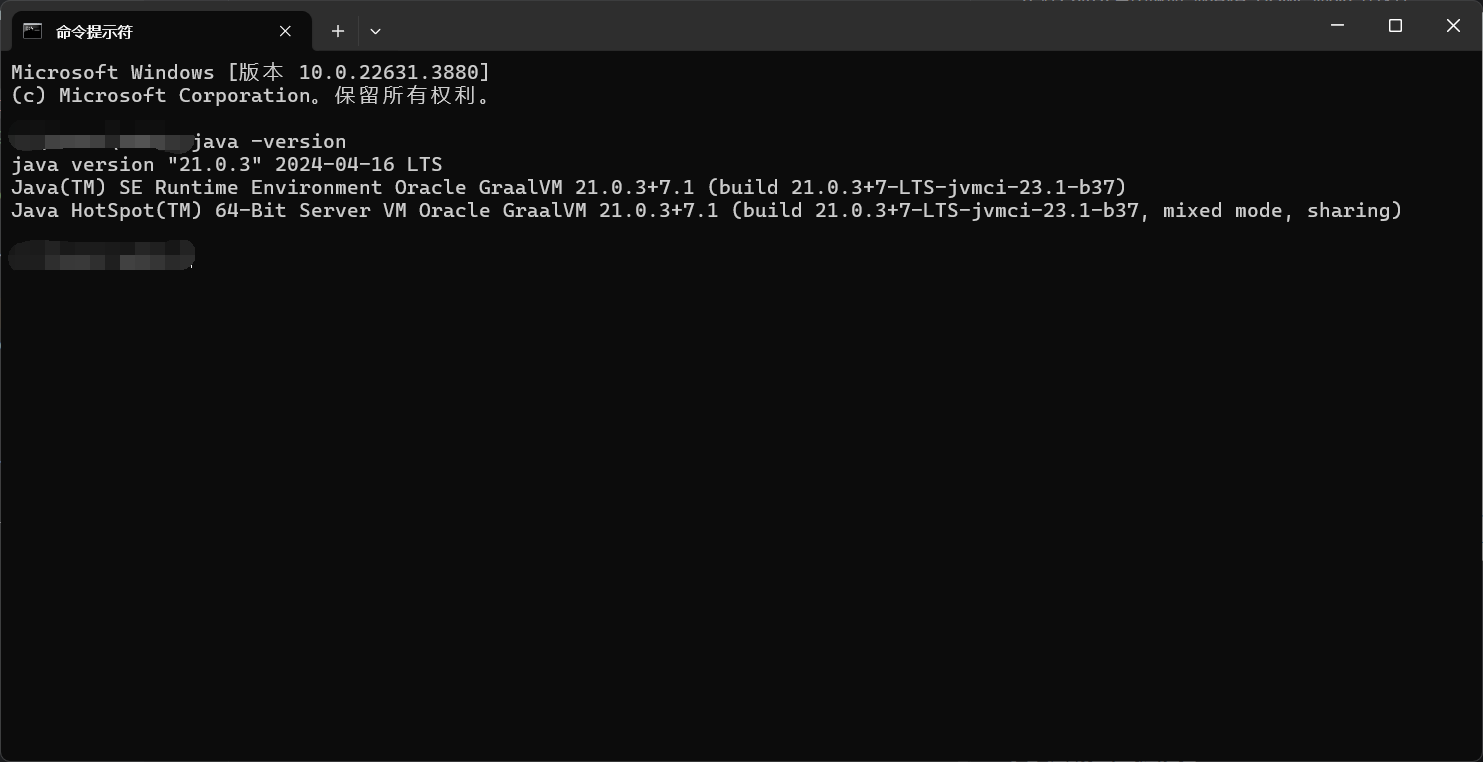 命令提示符
Microsoft Windows [版本 10.0.22631.3880]
(c) Microsoft Corporation。保留所有权利。
java -version
java version "21.0.3" 2024-04-16 LTS
Java(TM) SE Runtime Environment Oracle GraalVM 21.0.3+7.1 (build 21.0.3+7-LTS-jvmci-23.1-b37)
Java HotSpot(TM) 64-Bit Server VM Oracle GraalVM 21.0.3+7.1 (build 21.0.3+7-LTS-jvmci-23.1-b37, mixed mode, sharing)